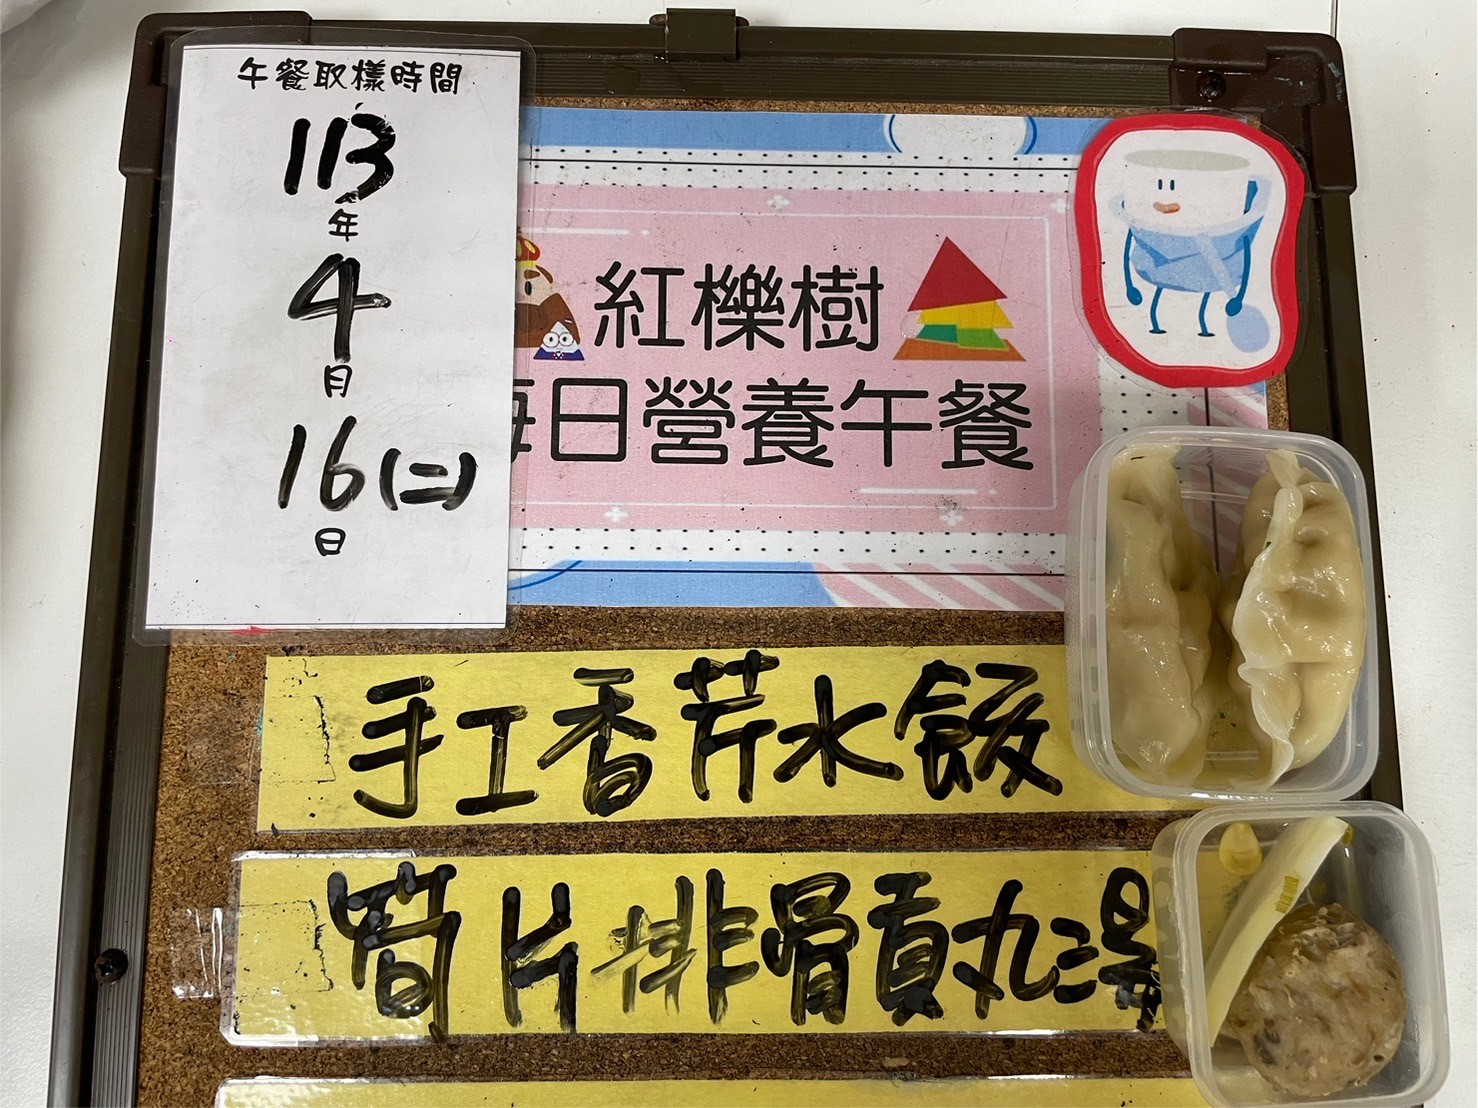 午餐取樣時間
113
年
4
月
16(二)
日
紅櫟樹
每日營養午餐
手工香芹水餃
筍片排骨貢丸湯